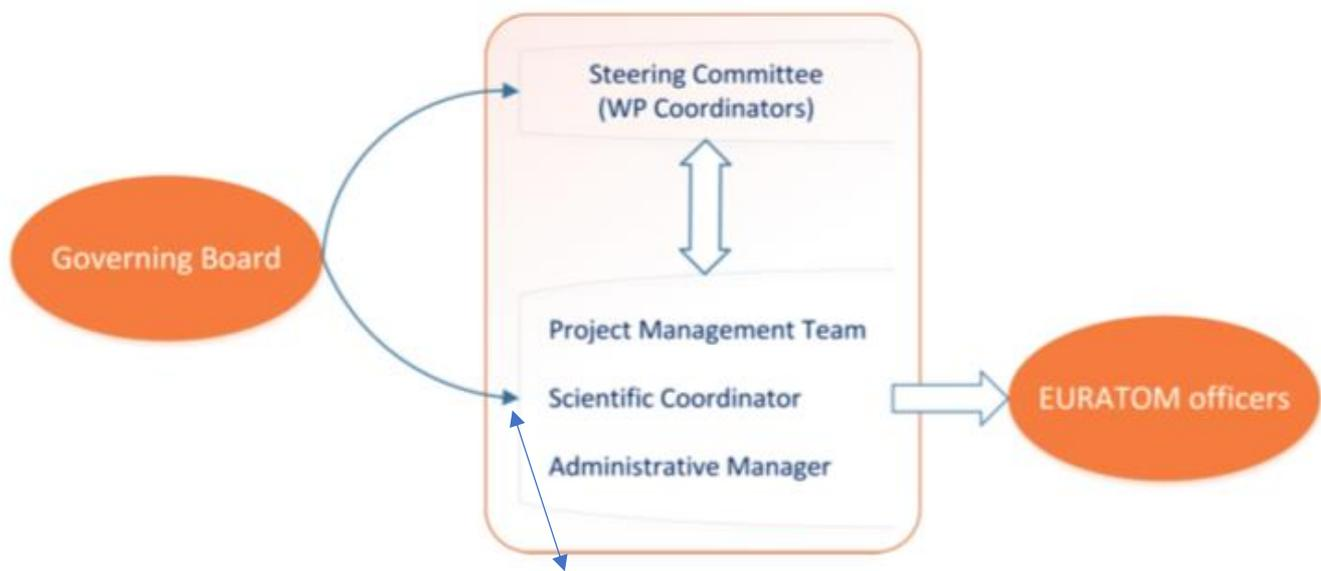 Steering Committee
(WP Coordinators)
Governing Board
Project Management Team
Scientific Coordinator
EURATOM officers
Administrative Manager